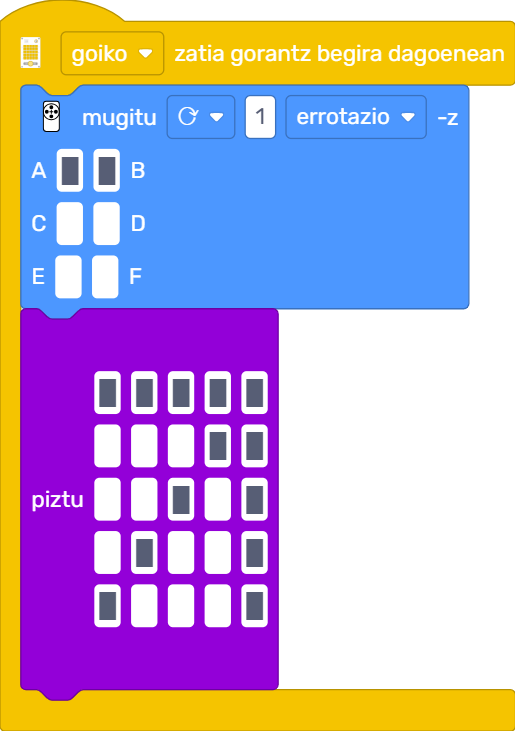 goiko zatia gorantz begira dagoenean
mugitu 1 errotazio -z
A B
C D
E F
piztu